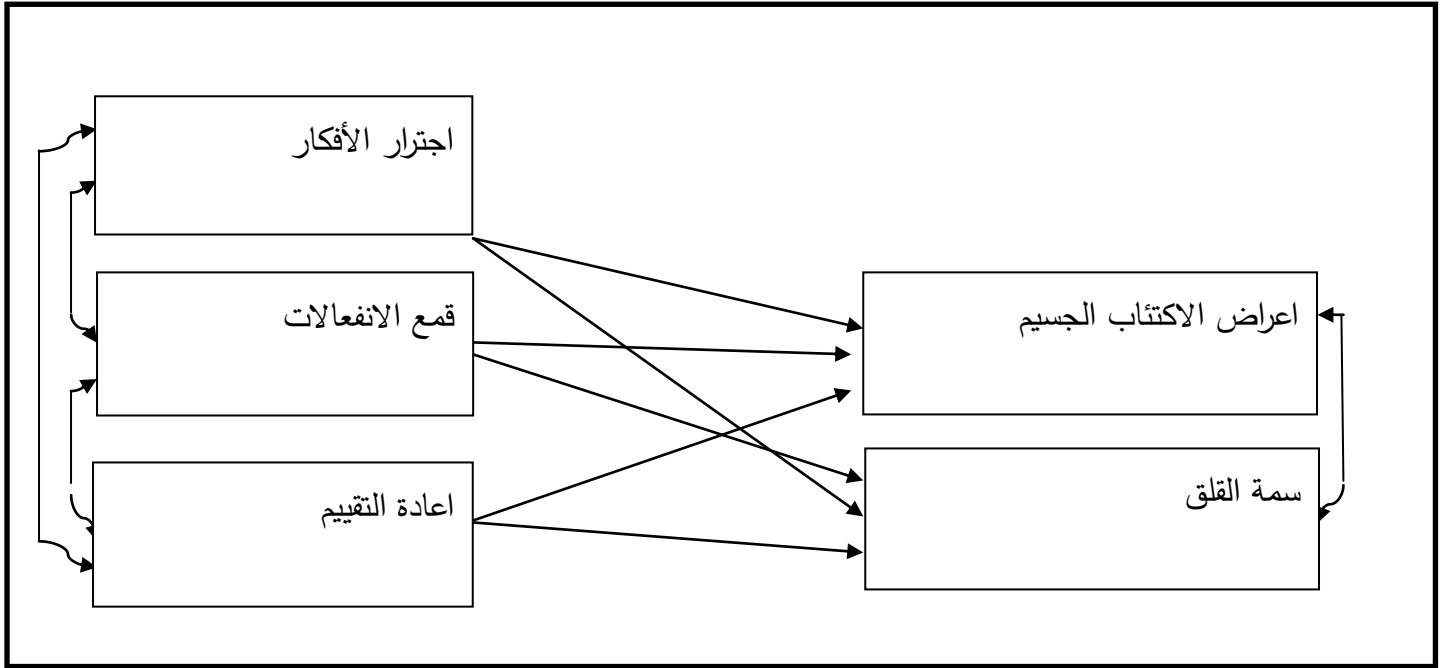 اجترار الأفكار
قمع الانفعالات
اعراض الاكتئاب الجسيم
سمة القلق
اعادة التقييم